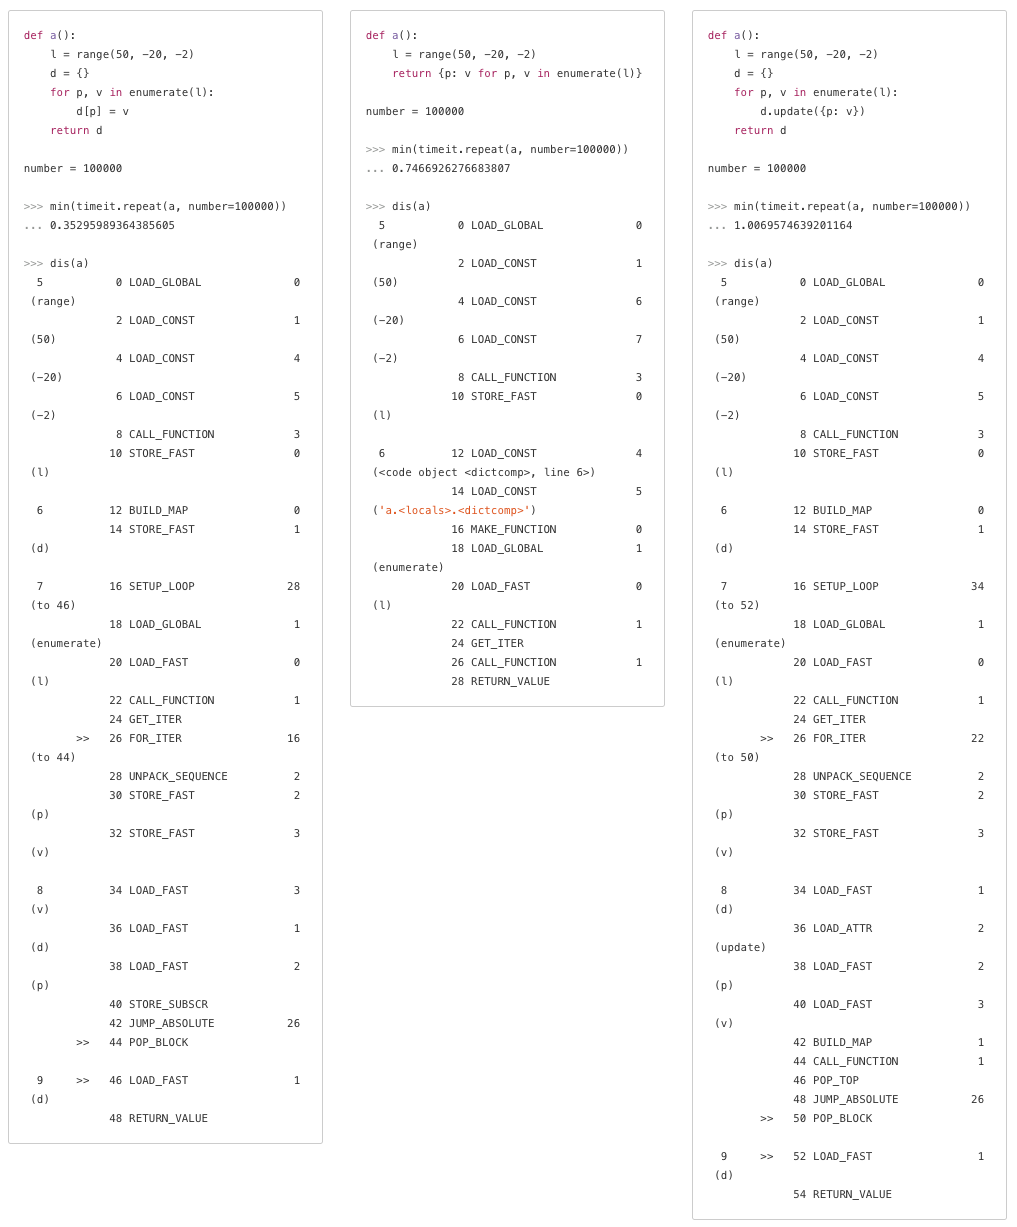 def a():
    l = range(50, −20, −2)
    d = {}
    for p, v in enumerate(l):
        d[p] = v
    return d

number = 100000

>>> min(timeit.repeat(a, number=100000))
... 0.35295989364385605

>>> dis(a)
  5           0 LOAD_GLOBAL              0
 (range)
              2 LOAD_CONST               1
 (50)
              4 LOAD_CONST               4
 (−20)
              6 LOAD_CONST               5
 (−2)
              8 CALL_FUNCTION            3
             10 STORE_FAST               0
 (l)

  6          12 BUILD_MAP                0
             14 STORE_FAST               1
 (d)

  7          16 SETUP_LOOP              28
 (to 46)
             18 LOAD_GLOBAL              1
 (enumerate)
             20 LOAD_FAST                0
 (l)
             22 CALL_FUNCTION            1
             24 GET_ITER
        >>   26 FOR_ITER                16
 (to 44)
             28 UNPACK_SEQUENCE          2
             30 STORE_FAST               2
 (p)
             32 STORE_FAST               3
 (v)

  8          34 LOAD_FAST                3
 (v)
             36 LOAD_FAST                1
 (d)
             38 LOAD_FAST                2
 (p)
             40 STORE_SUBSCR
             42 JUMP_ABSOLUTE           26
        >>   44 POP_BLOCK

  9     >>   46 LOAD_FAST                1
 (d)
             48 RETURN_VALUE

def a():
    l = range(50, −20, −2)
    return {p: v for p, v in enumerate(l)}

number = 100000

>>> min(timeit.repeat(a, number=100000))
... 0.7466926276683807

>>> dis(a)
  5           0 LOAD_GLOBAL              0
 (range)
              2 LOAD_CONST               1
 (50)
              4 LOAD_CONST               6
 (−20)
              6 LOAD_CONST               7
 (−2)
              8 CALL_FUNCTION            3
             10 STORE_FAST               0
 (l)

  6          12 LOAD_CONST               4
 (<code object <dictcomp>, line 6>)
             14 LOAD_CONST               5
 ('a.<locals>.<dictcomp>')
             16 MAKE_FUNCTION            0
             18 LOAD_GLOBAL              1
 (enumerate)
             20 LOAD_FAST                0
 (l)
             22 CALL_FUNCTION            1
             24 GET_ITER
             26 CALL_FUNCTION            1
             28 RETURN_VALUE

def a():
    l = range(50, −20, −2)
    d = {}
    for p, v in enumerate(l):
        d.update({p: v})
    return d

number = 100000

>>> min(timeit.repeat(a, number=100000))
... 1.0069574639201164

>>> dis(a)
  5           0 LOAD_GLOBAL              0
 (range)
              2 LOAD_CONST               1
 (50)
              4 LOAD_CONST               4
 (−20)
              6 LOAD_CONST               5
 (−2)
              8 CALL_FUNCTION            3
             10 STORE_FAST               0
 (l)

  6          12 BUILD_MAP                0
             14 STORE_FAST               1
 (d)

  7          16 SETUP_LOOP              34
 (to 52)
             18 LOAD_GLOBAL              1
 (enumerate)
             20 LOAD_FAST                0
 (l)
             22 CALL_FUNCTION            1
             24 GET_ITER
        >>   26 FOR_ITER                22
 (to 50)
             28 UNPACK_SEQUENCE          2
             30 STORE_FAST               2
 (p)
             32 STORE_FAST               3
 (v)

  8          34 LOAD_FAST                1
 (d)
             36 LOAD_ATTR                2
 (update)
             38 LOAD_FAST                2
 (p)
             40 LOAD_FAST                3
 (v)
             42 BUILD_MAP                1
             44 CALL_FUNCTION            1
             46 POP_TOP
             48 JUMP_ABSOLUTE           26
        >>   50 POP_BLOCK

  9     >>   52 LOAD_FAST                1
 (d)
             54 RETURN_VALUE